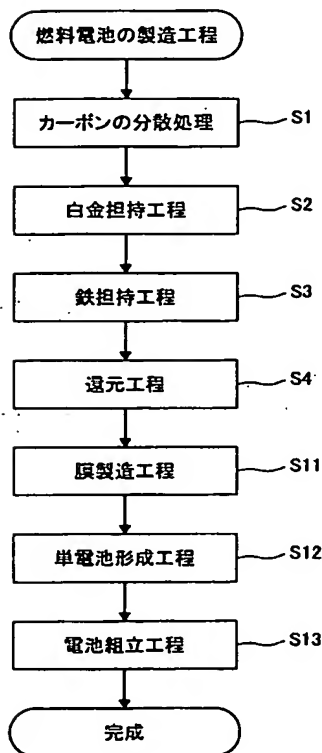 燃料電池の製造工程
カーボンの分散処理 S1
白金担持工程 S2
鉄担持工程 S3
還元工程 S4
膜製造工程 S11
単電池形成工程 S12
電池組立工程 S13
完成